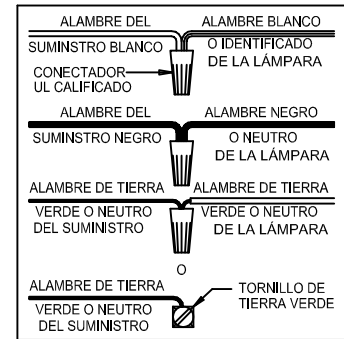 ALAMBRE DEL ALAMBRE BLANCO
SUMINSTRO BLANCO O IDENTIFICADO
DE LA LÁMPARA
CONECTADOR
UL CALIFICADO
ALAMBRE DEL ALAMBRE NEGRO
SUMINSTRO NEGRO O NEUTRO
DE LA LÁMPARA
ALAMBRE DE TIERRA ALAMBRE DE TIERRA
VERDE O NEUTRO VERDE O NEUTRO
DEL SUMINISTRO DE LA LÁMPARA
O
ALAMBRE DE TIERRA
VERDE O NEUTRO
DEL SUMINISTRO
TORNILLO DE
TIERRA VERDE